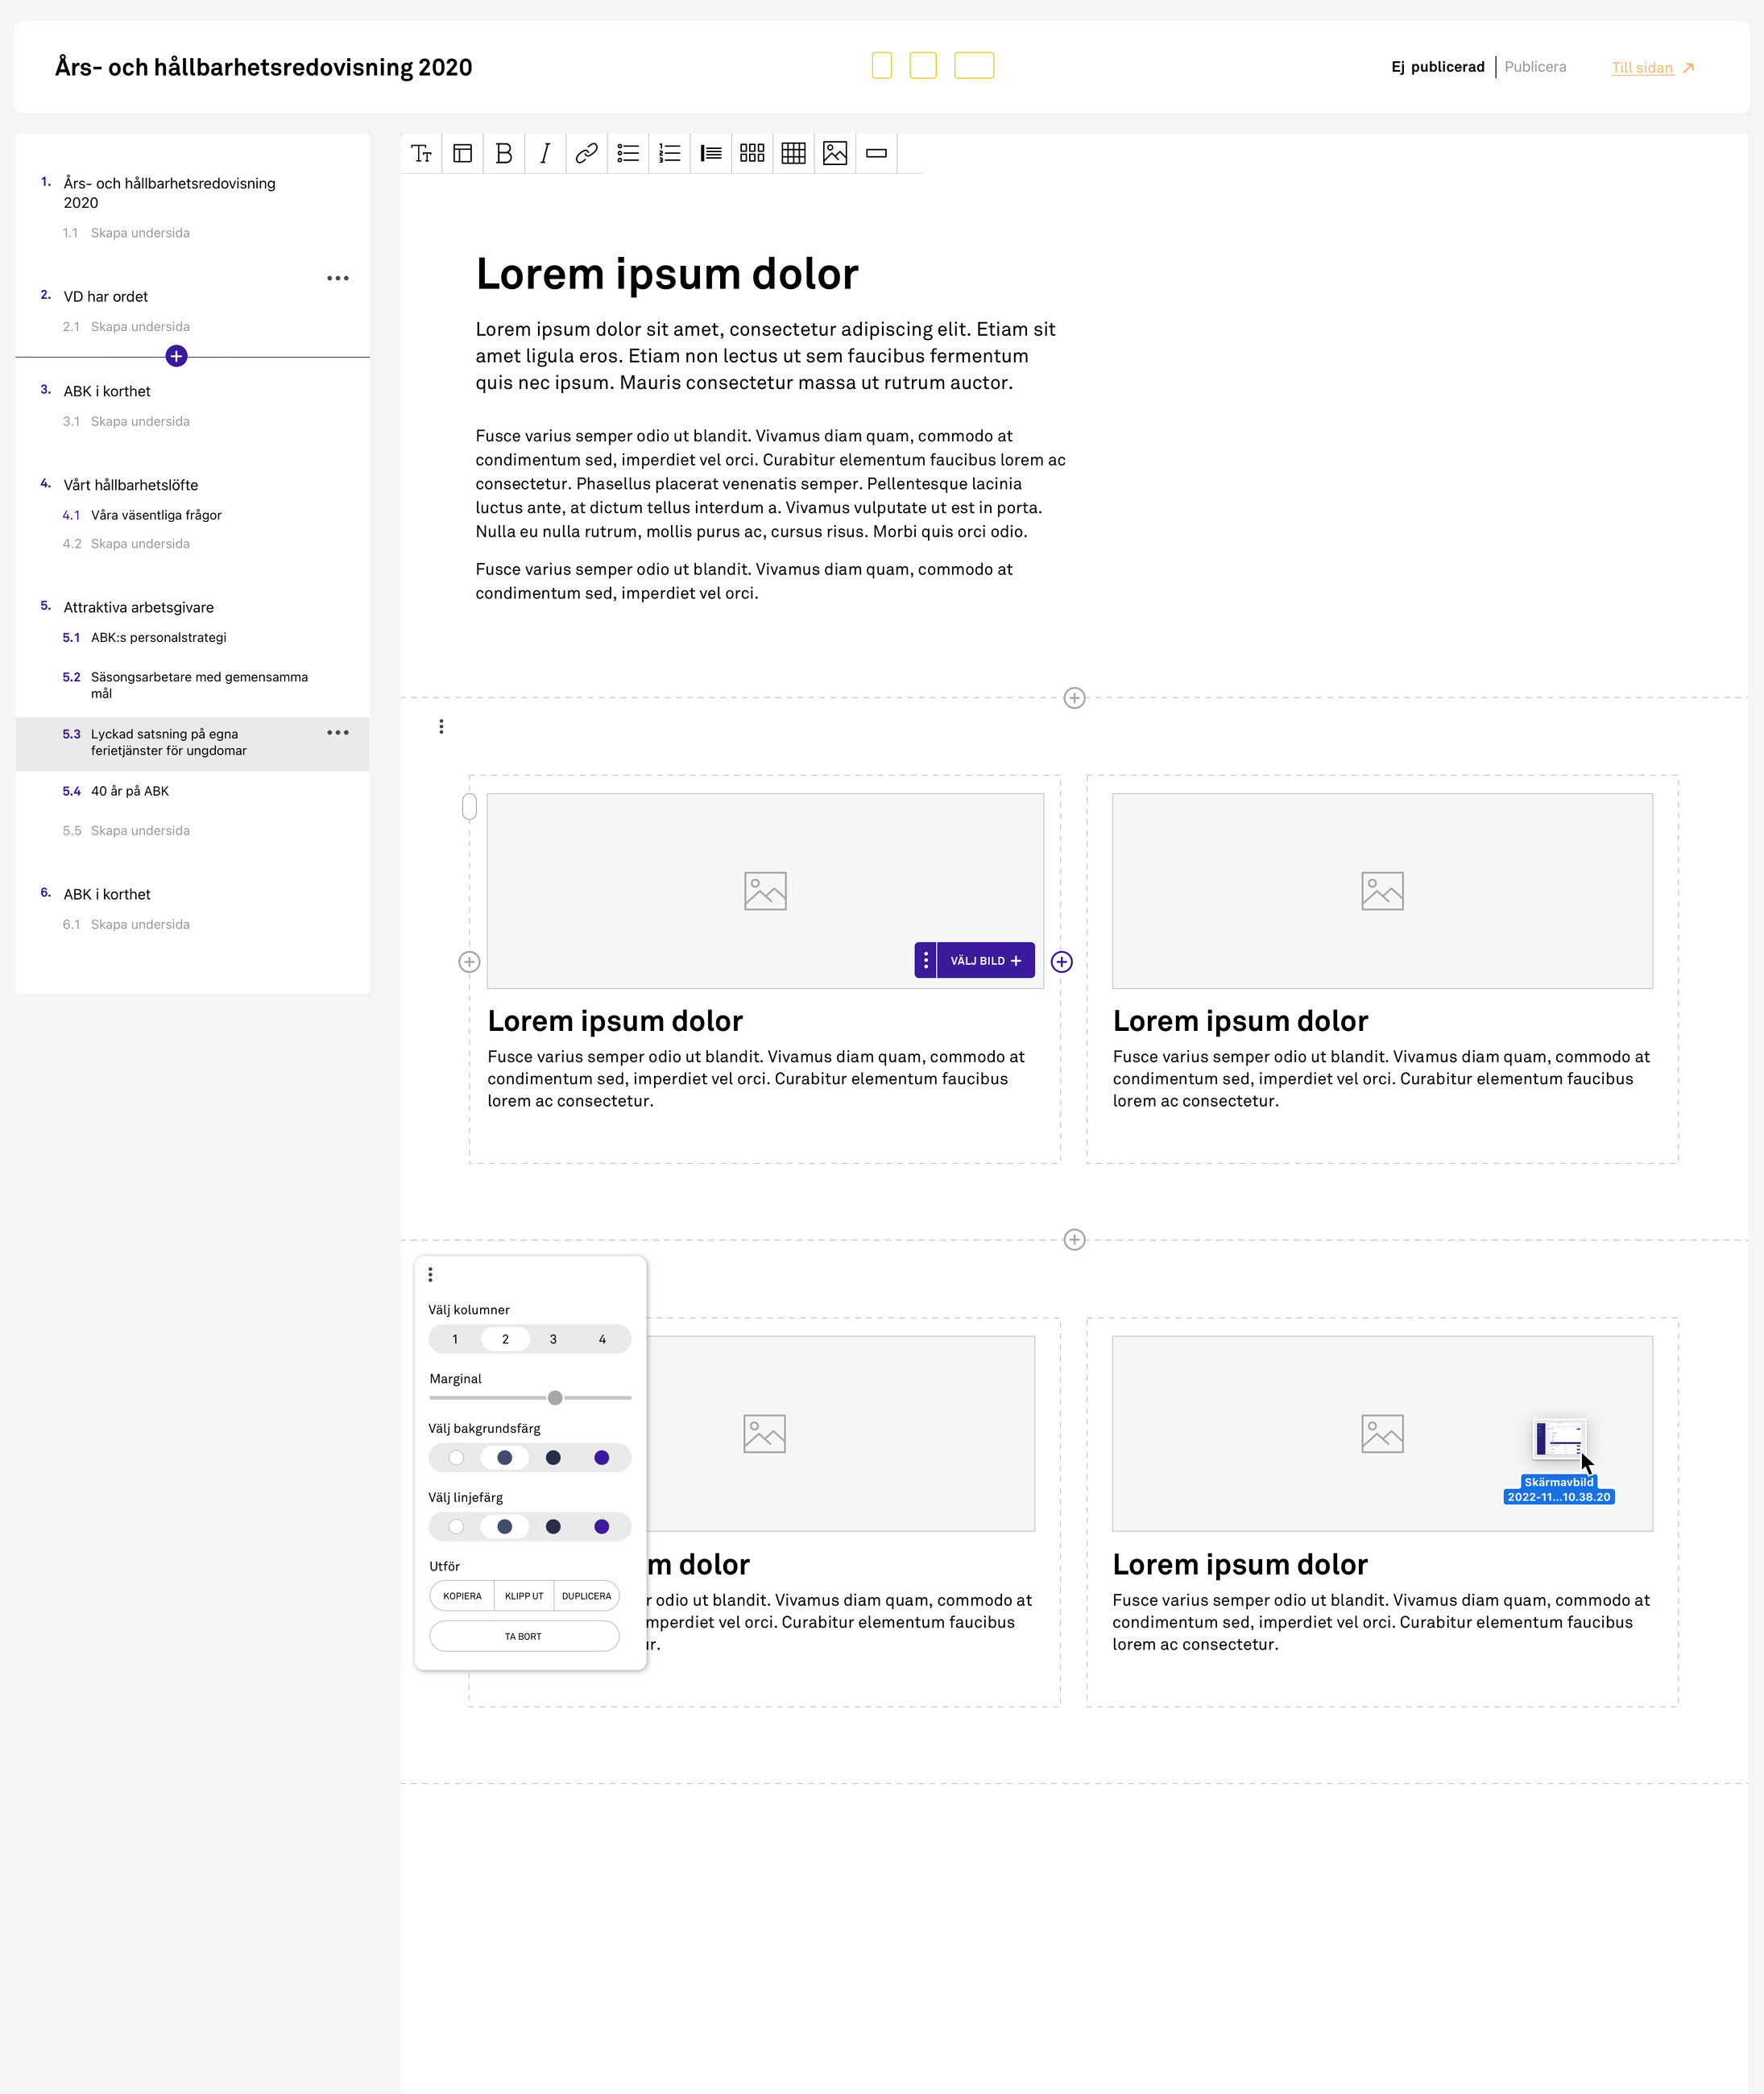 Års- och hållbarhetsredovisning 2020
Ej publicerad
Publicera
Till sidan
1. Års- och hållbarhetsredovisning
2020
1.1 Skapa undersida
2. VD har ordet
2.1 Skapa undersida
3. ABK i korthet
3.1 Skapa undersida
4. Vårt hållbarhetslöfte
4.1 Våra väsentliga frågor
4.2 Skapa undersida
5. Attraktiva arbetsgivare
5.1 ABK:s personalstrategi
5.2 Säsongsarbetare med gemensamma
mål
5.3 Lyckad satsning på egna
ferietjänster för ungdomar
5.4 40 år på ABK
5.5 Skapa undersida
6. ABK i korthet
6.1 Skapa undersida
Lorem ipsum dolor
Lorem ipsum dolor sit amet, consectetur adipiscing elit. Etiam sit
amet ligula eros. Etiam non lectus ut sem faucibus fermentum
quis nec ipsum. Mauris consectetur massa ut rutrum auctor.
Fusce varius semper odio ut blandit. Vivamus diam quam, commodo at
condimentum sed, imperdiet vel orci. Curabitur elementum faucibus lorem ac
consectetur. Phasellus placerat venenatis semper. Pellentesque lacinia
luctus ante, at dictum tellus interdum a. Vivamus vulputate ut est in porta.
Nulla eu nulla rutrum, mollis purus ac, cursus risus. Morbi quis orci odio.
Fusce varius semper odio ut blandit. Vivamus diam quam, commodo at
condimentum sed, imperdiet vel orci.
VÄLJ BILD
Lorem ipsum dolor
Fusce varius semper odio ut blandit. Vivamus diam quam, commodo at
condimentum sed, imperdiet vel orci. Curabitur elementum faucibus
lorem ac consectetur.
Lorem ipsum dolor
Fusce varius semper odio ut blandit. Vivamus diam quam, commodo at
condimentum sed, imperdiet vel orci. Curabitur elementum faucibus
lorem ac consectetur.
Välj kolumner
1 2 3 4
Marginal
Välj bakgrundsfärg
Välj linjefärg
Utför
KOPIERA KLIPP UT DUPLICERA
TA BORT
m dolor
r odio ut blandit. Vivamus diam quam, commodo at
mperdiet vel orci. Curabitur elementum faucibus
ur.
Skärmavbild
2022-11...10.38.20
Lorem ipsum dolor
Fusce varius semper odio ut blandit. Vivamus diam quam, commodo at
condimentum sed, imperdiet vel orci. Curabitur elementum faucibus
lorem ac consectetur.